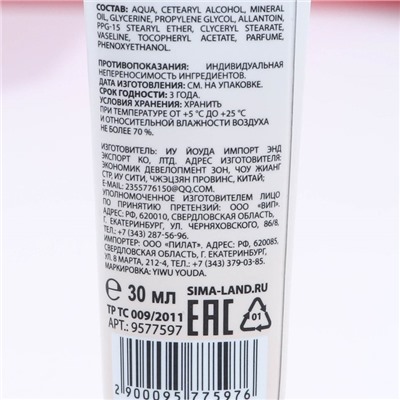 СОСТАВ: AQUA, CETEARYL ALCOHOL, MINERAL
OIL, GLYCERINE, PROPYLENE GLYCOL, ALLANTOIN,
PPG-15 STEARYL ETHER, GLYCERYL STEARATE,
VASELINE, TOCOPHERYL ACETATE, PARFUME,
PHENOXYETHANOL.
ПРОТИВОПОКАЗАНИЯ: ИНДИВИДУАЛЬНАЯ
НЕПЕРЕНОСИМОСТЬ ИНГРЕДИЕНТОВ.
ДАТА ИЗГОТОВЛЕНИЯ: СМ. НА УПАКОВКЕ.
СРОК ГОДНОСТИ: 3 ГОДА.
УСЛОВИЯ ХРАНЕНИЯ: ХРАНИТЬ
ПРИ ТЕМПЕРАТУРЕ ОТ +5 °С ДО +25 °С
И ОТНОСИТЕЛЬНОЙ ВЛАЖНОСТИ ВОЗДУХА
НЕ БОЛЕЕ 70 %.
ИЗГОТОВИТЕЛЬ: ИУ ЙОУДА ИМПОРТ ЭНД
ЭКСПОРТ КО, ЛТД. АДРЕС ИЗГОТОВИТЕЛЯ:
ЭКОНОМИК ДЕВЕЛОПМЕНТ ЗОН, ЧОУ ЖИАНГ
СТР, ИУ СИТИ, ЧЖЭЦЗЯН ПРОВИНС, КИТАЙ;
E-2355776150@QQ.COM
УПОЛНОМОЧЕННОЕ ИЗГОТОВИТЕЛЕМ ЛИЦО
ПО ПРИНЯТИЮ ПРЕТЕНЗИЙ: ООО «ВИП».
АДРЕС: РФ, 620010, СВЕРДЛОВСКАЯ ОБЛАСТЬ,
Г. ЕКАТЕРИНБУРГ, УЛ. ЧЕРНЯХОВСКОГО, 86/8.
ТЕЛ.: +7 (343) 287-56-96.
ИМПОРТЕР: ООО «ПИЛАТ». АДРЕС: РФ, 620085,
СВЕРДЛОВСКАЯ ОБЛАСТЬ, Г. ЕКАТЕРИНБУРГ,
УЛ. 8 МАРТА, 212-4, ТЕЛ.: +7 (343) 379-03-85.
МАРКИРОВКА: YIWU YOUDA.
℮ 30 МЛ
SIMA-LAND.RU
ТР ТС 009/2011
АРТ.: 9577597
EAC
01
2900095775976